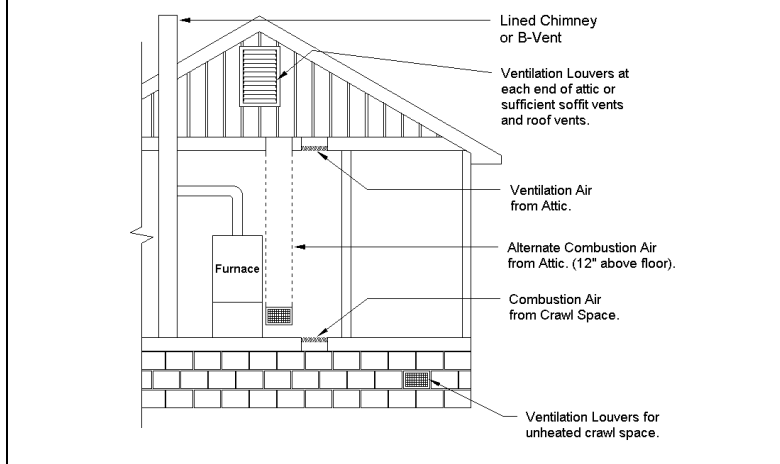 Lined Chimney
or B-Vent
Ventilation Louvers at
each end of attic or
sufficient soffit vents
and roof vents.
Ventilation Air
from Attic.
Alternate Combustion Air
from Attic. (12" above floor).
Furnace
Combustion Air
from Crawl Space.
Ventilation Louvers for
unheated crawl space.